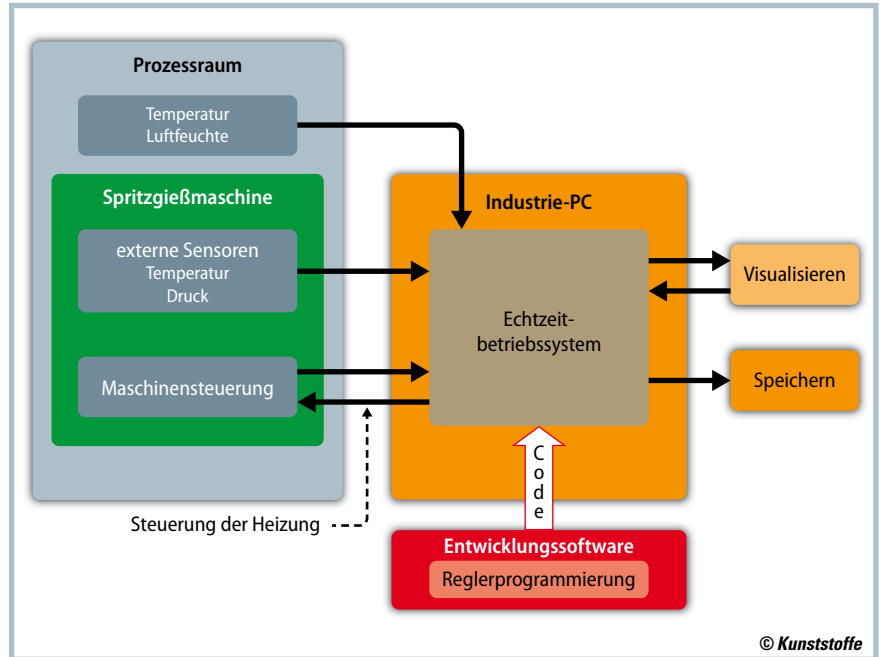 Prozessraum
Temperatur
Luftfeuchte
Spritzgießmaschine
externe Sensoren
Temperatur
Druck
Maschinensteuerung
Steuerung der Heizung
Industrie-PC
Echtzeit-
betriebssystem
Code
Entwicklungssoftware
Reglerprogrammierung
Visualisieren
Speichern
© Kunststoffe